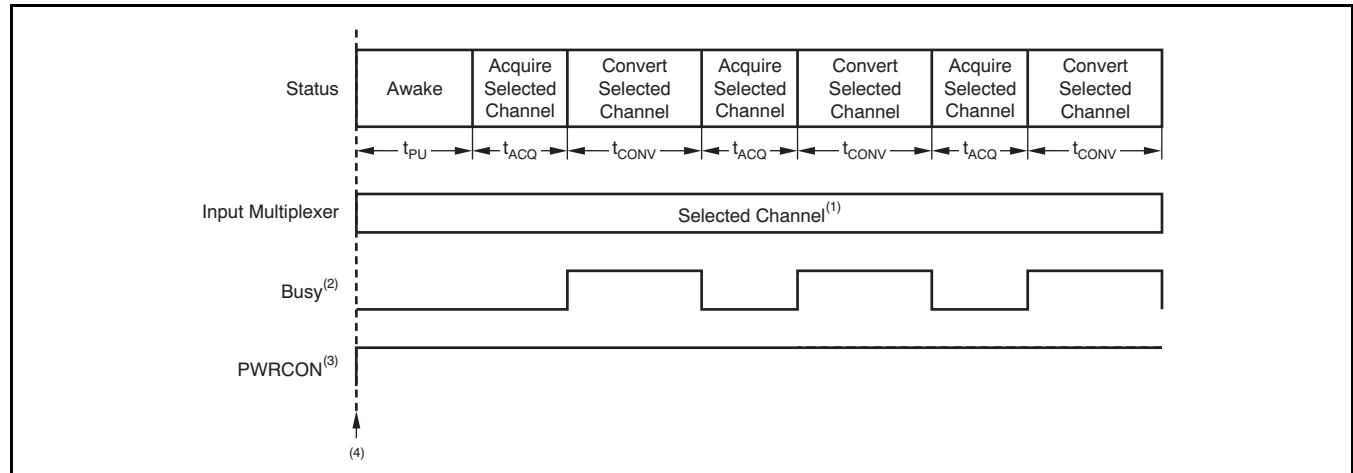 Status
Awake
Acquire
Selected
Channel
Convert
Selected
Channel
Acquire
Selected
Channel
Convert
Selected
Channel
Acquire
Selected
Channel
Convert
Selected
Channel
tPU
tACQ
tCONV
tACQ
tCONV
tACQ
tCONV
Input Multiplexer
Selected Channel(1)
Busy(2)
PWRCON(3)
(4)